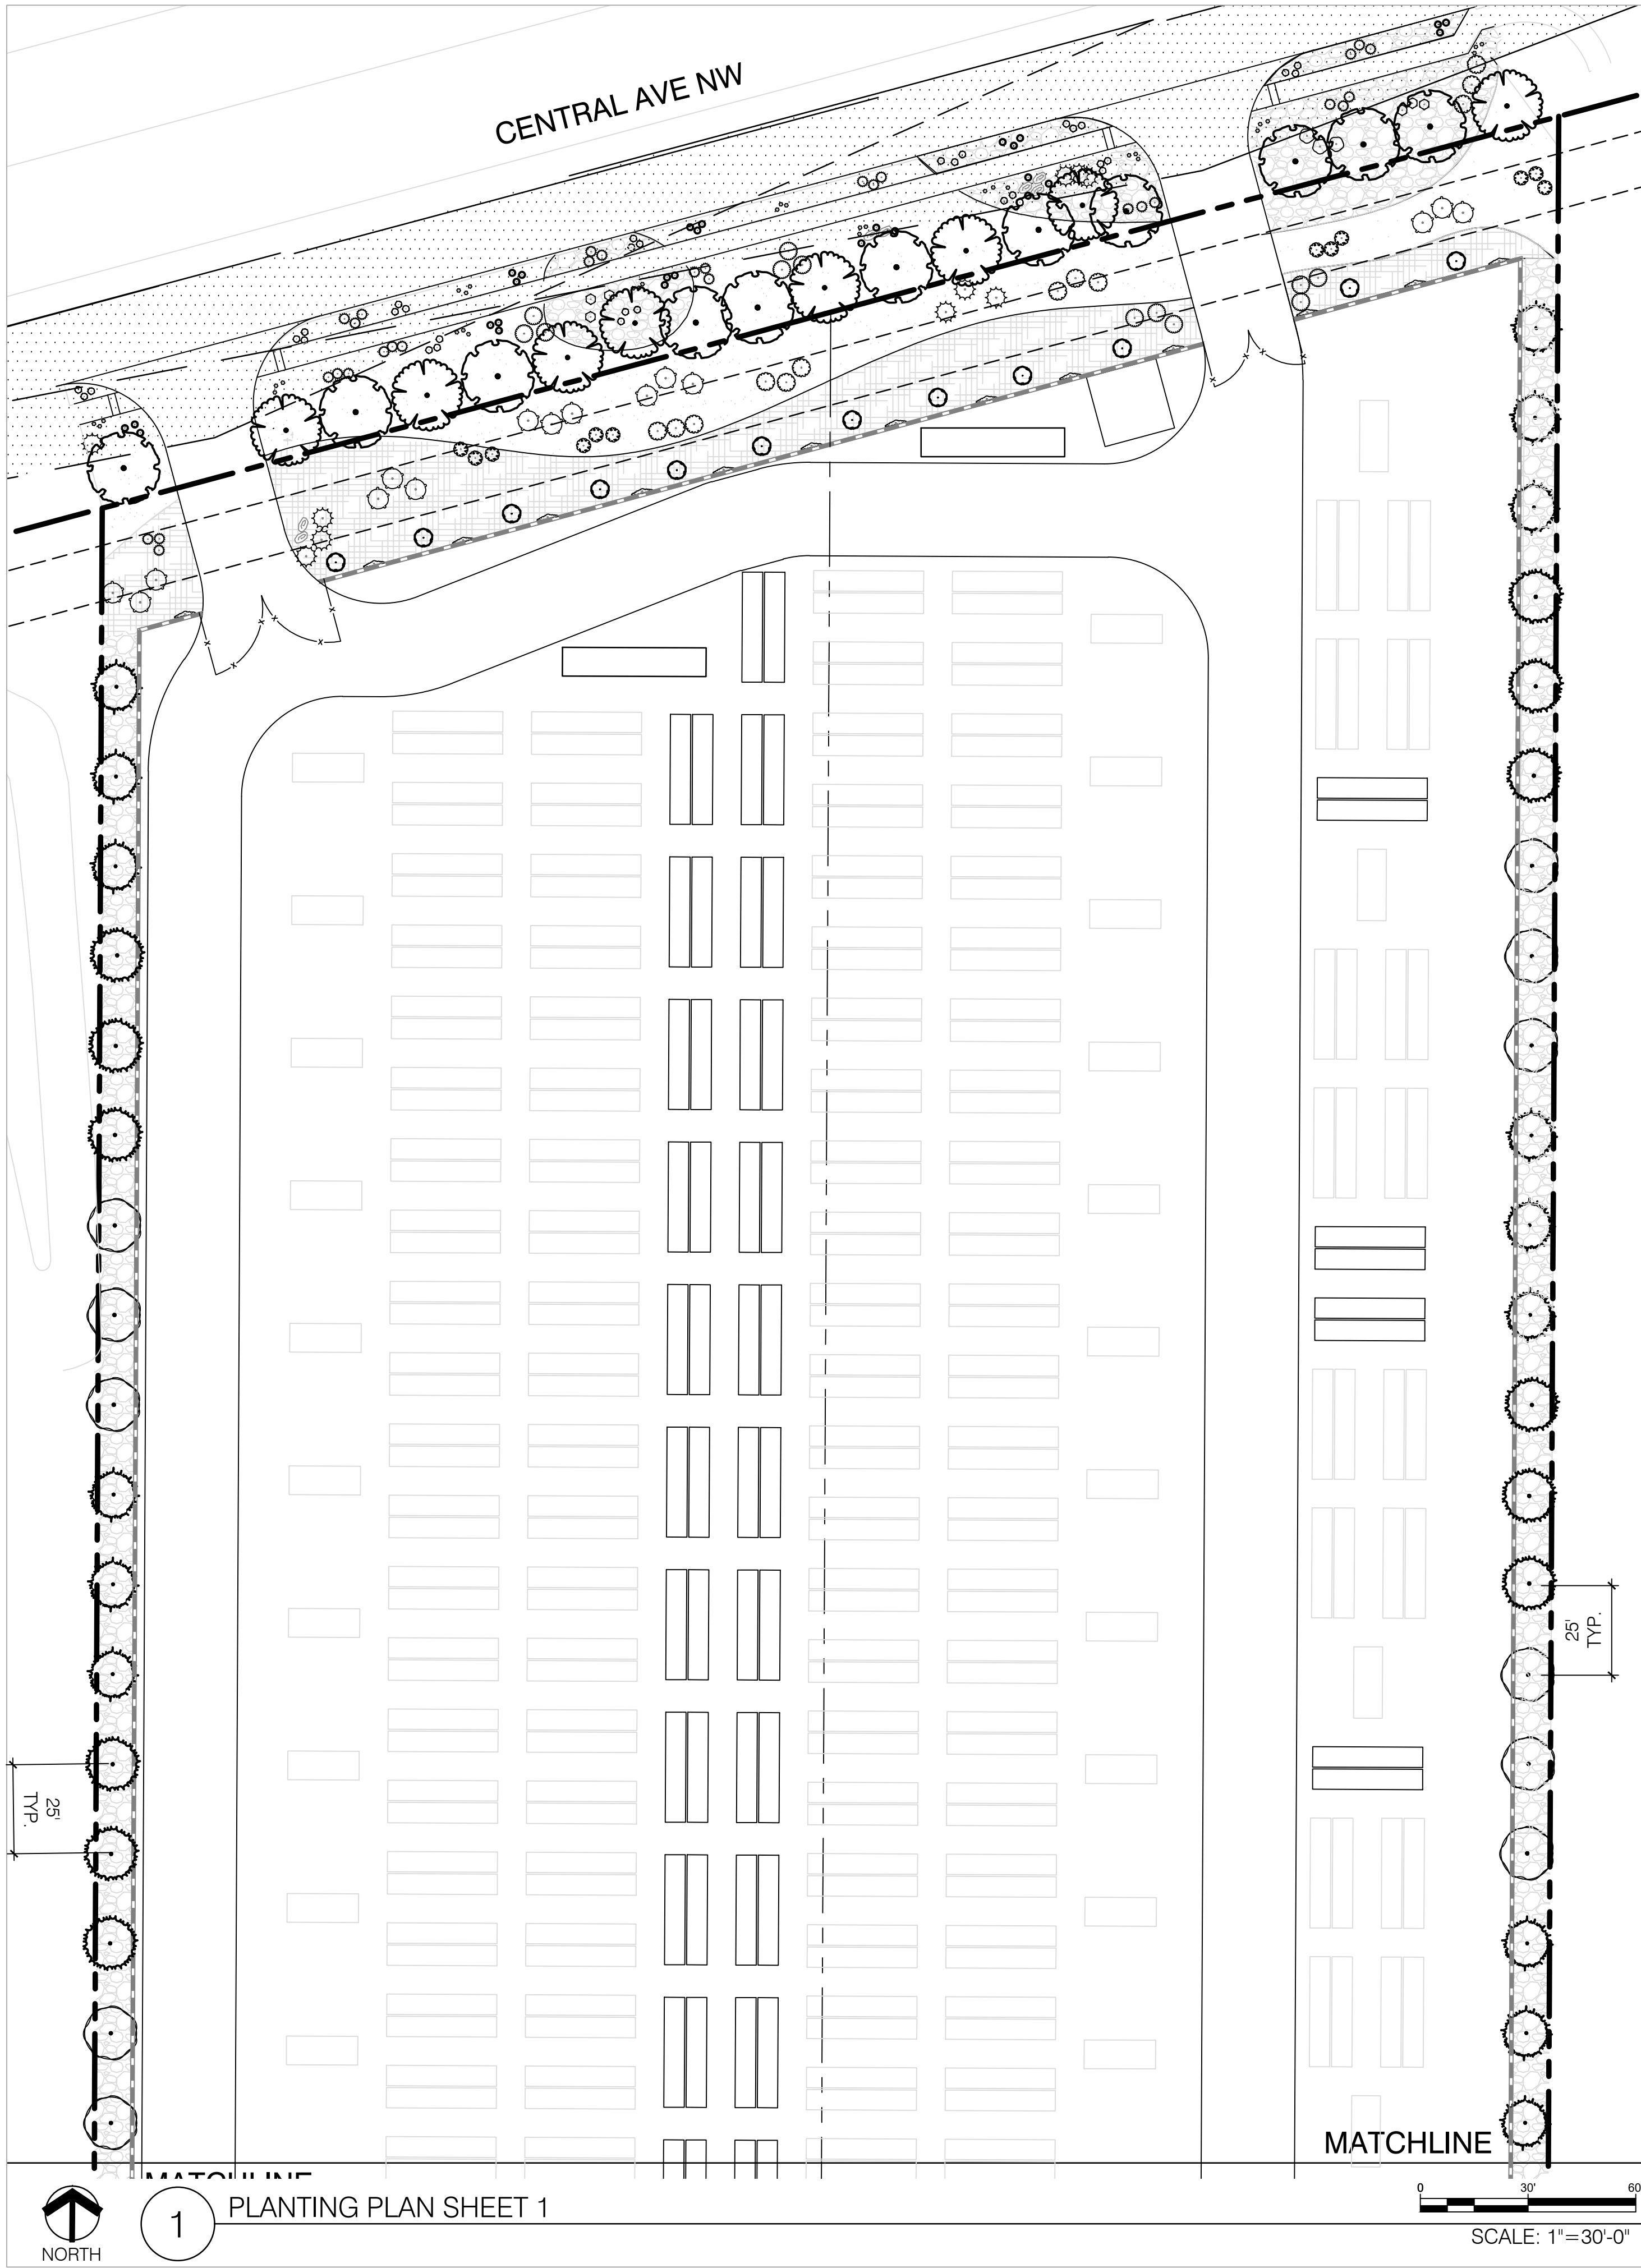 CENTRAL AVE NW
25'
TYP.
25'
TYP.
MATCHLINE
MATCHLINE
1
PLANTING PLAN SHEET 1
NORTH
0 30' 60
SCALE: 1"=30'-0"